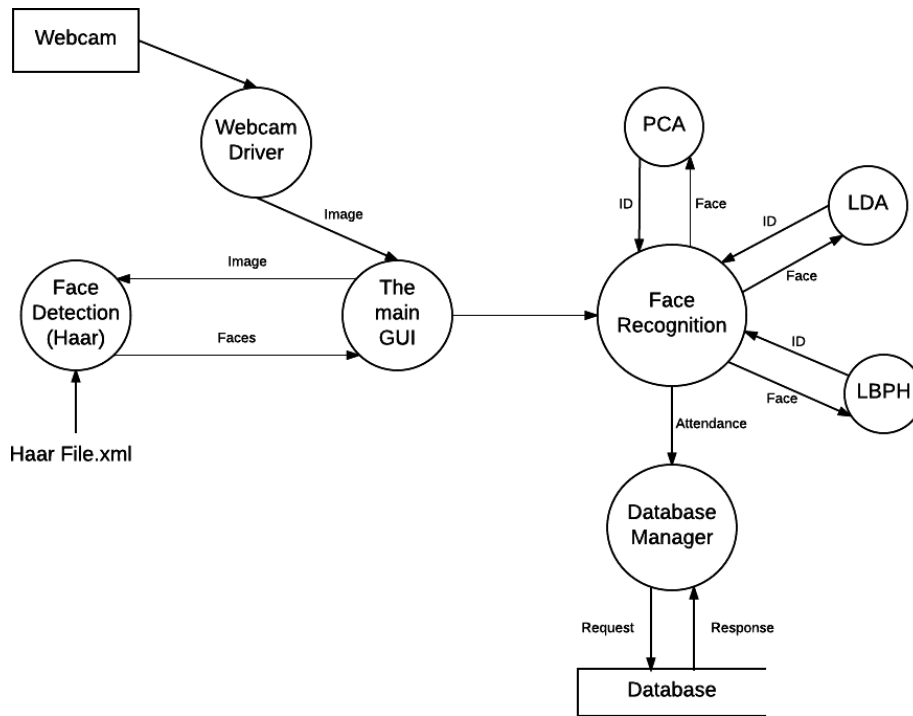 Webcam
Webcam
Driver
Image
Image
Face
Detection
(Haar)
The
main
GUI
Faces
Haar File.xml
PCA
ID
Face
LDA
ID
Face
Face
Recognition
ID
LBPH
Face
Attendance
Database
Manager
Request
Response
Database